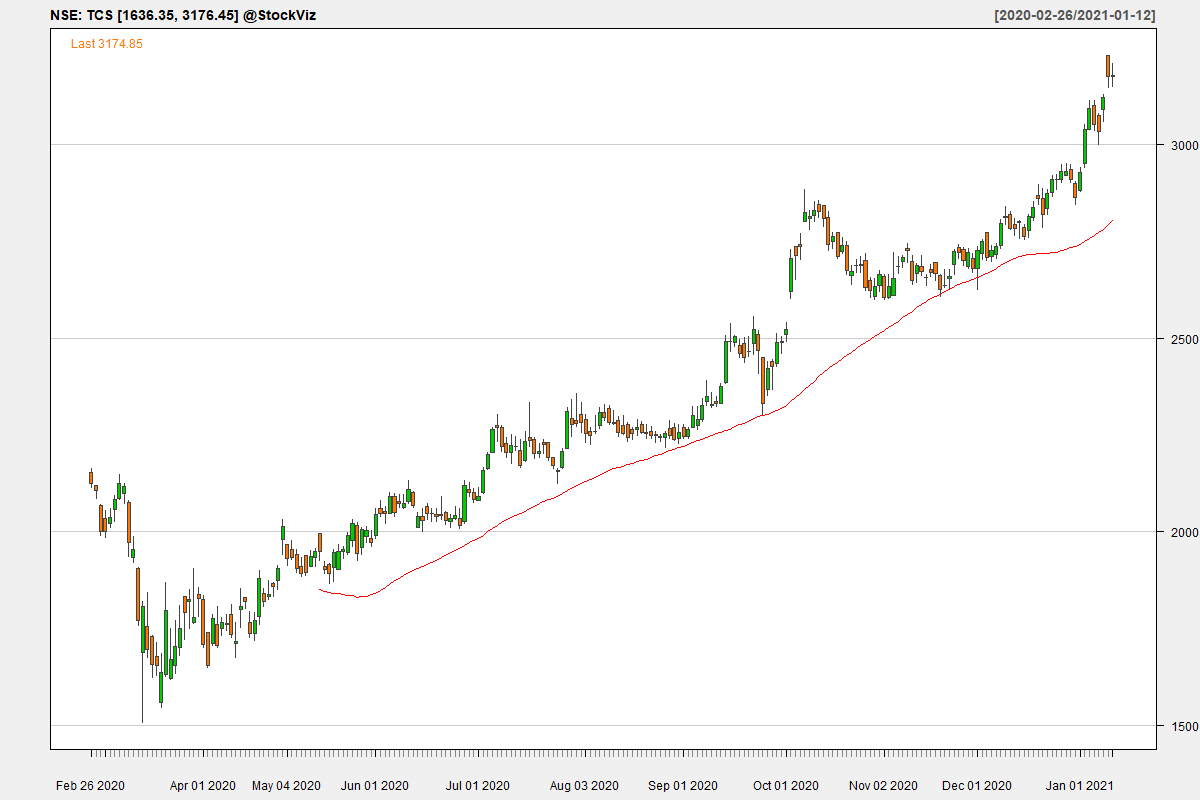 NSE: TCS [1636.35, 3176.45] @StockViz
[2020-02-26/2021-01-12]
Last 3174.85
3000
2500
2000
1500
Feb 26 2020
Apr 01 2020
May 04 2020
Jun 01 2020
Jul 01 2020
Aug 03 2020
Sep 01 2020
Oct 01 2020
Nov 02 2020
Dec 01 2020
Jan 01 2021